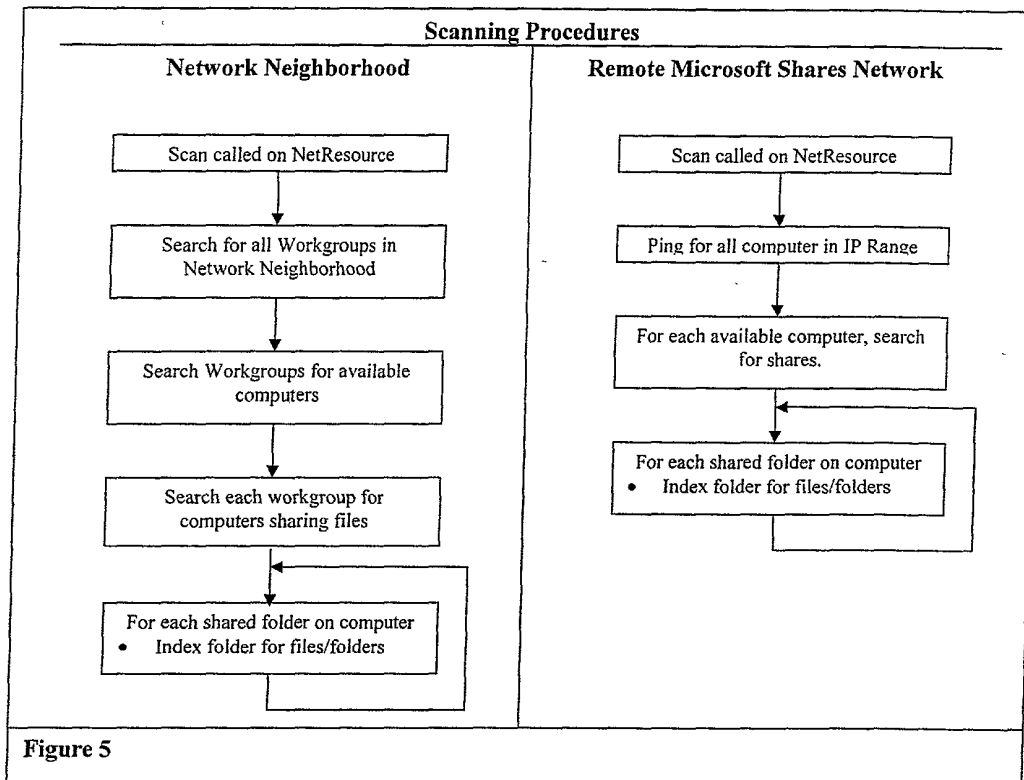 Scanning Procedures
Network Neighborhood
Scan called on NetResource
Search for all Workgroups in
Network Neighborhood
Search Workgroups for available
computers
Search each workgroup for
computers sharing files
For each shared folder on computer
• Index folder for files/folders
Remote Microsoft Shares Network
Scan called on NetResource
Ping for all computer in IP Range
For each available computer, search
for shares.
For each shared folder on computer
• Index folder for files/folders
Figure 5